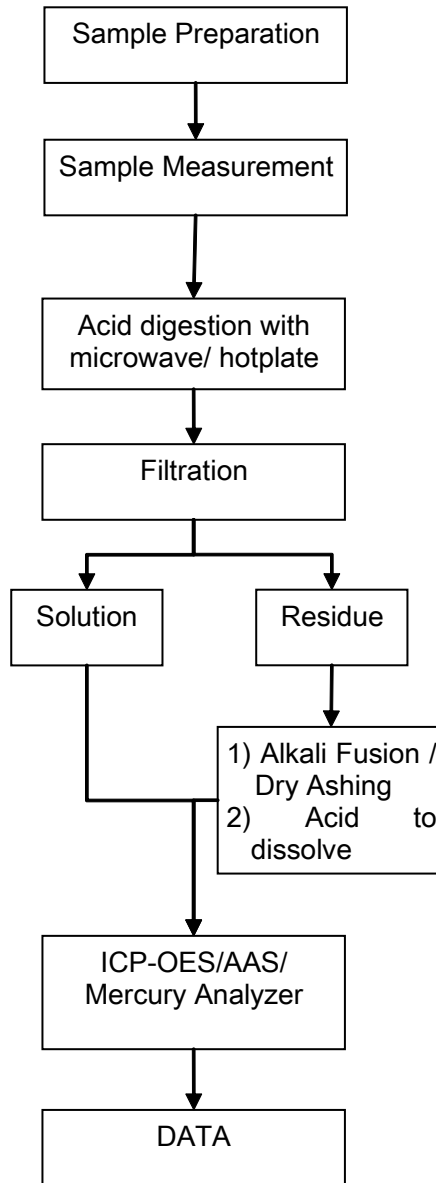 Sample Preparation
Sample Measurement
Acid digestion with
microwave/ hotplate
Filtration
Solution
Residue
1) Alkali Fusion /
Dry Ashing
2) Acid to
dissolve
ICP-OES/AAS/
Mercury Analyzer
DATA